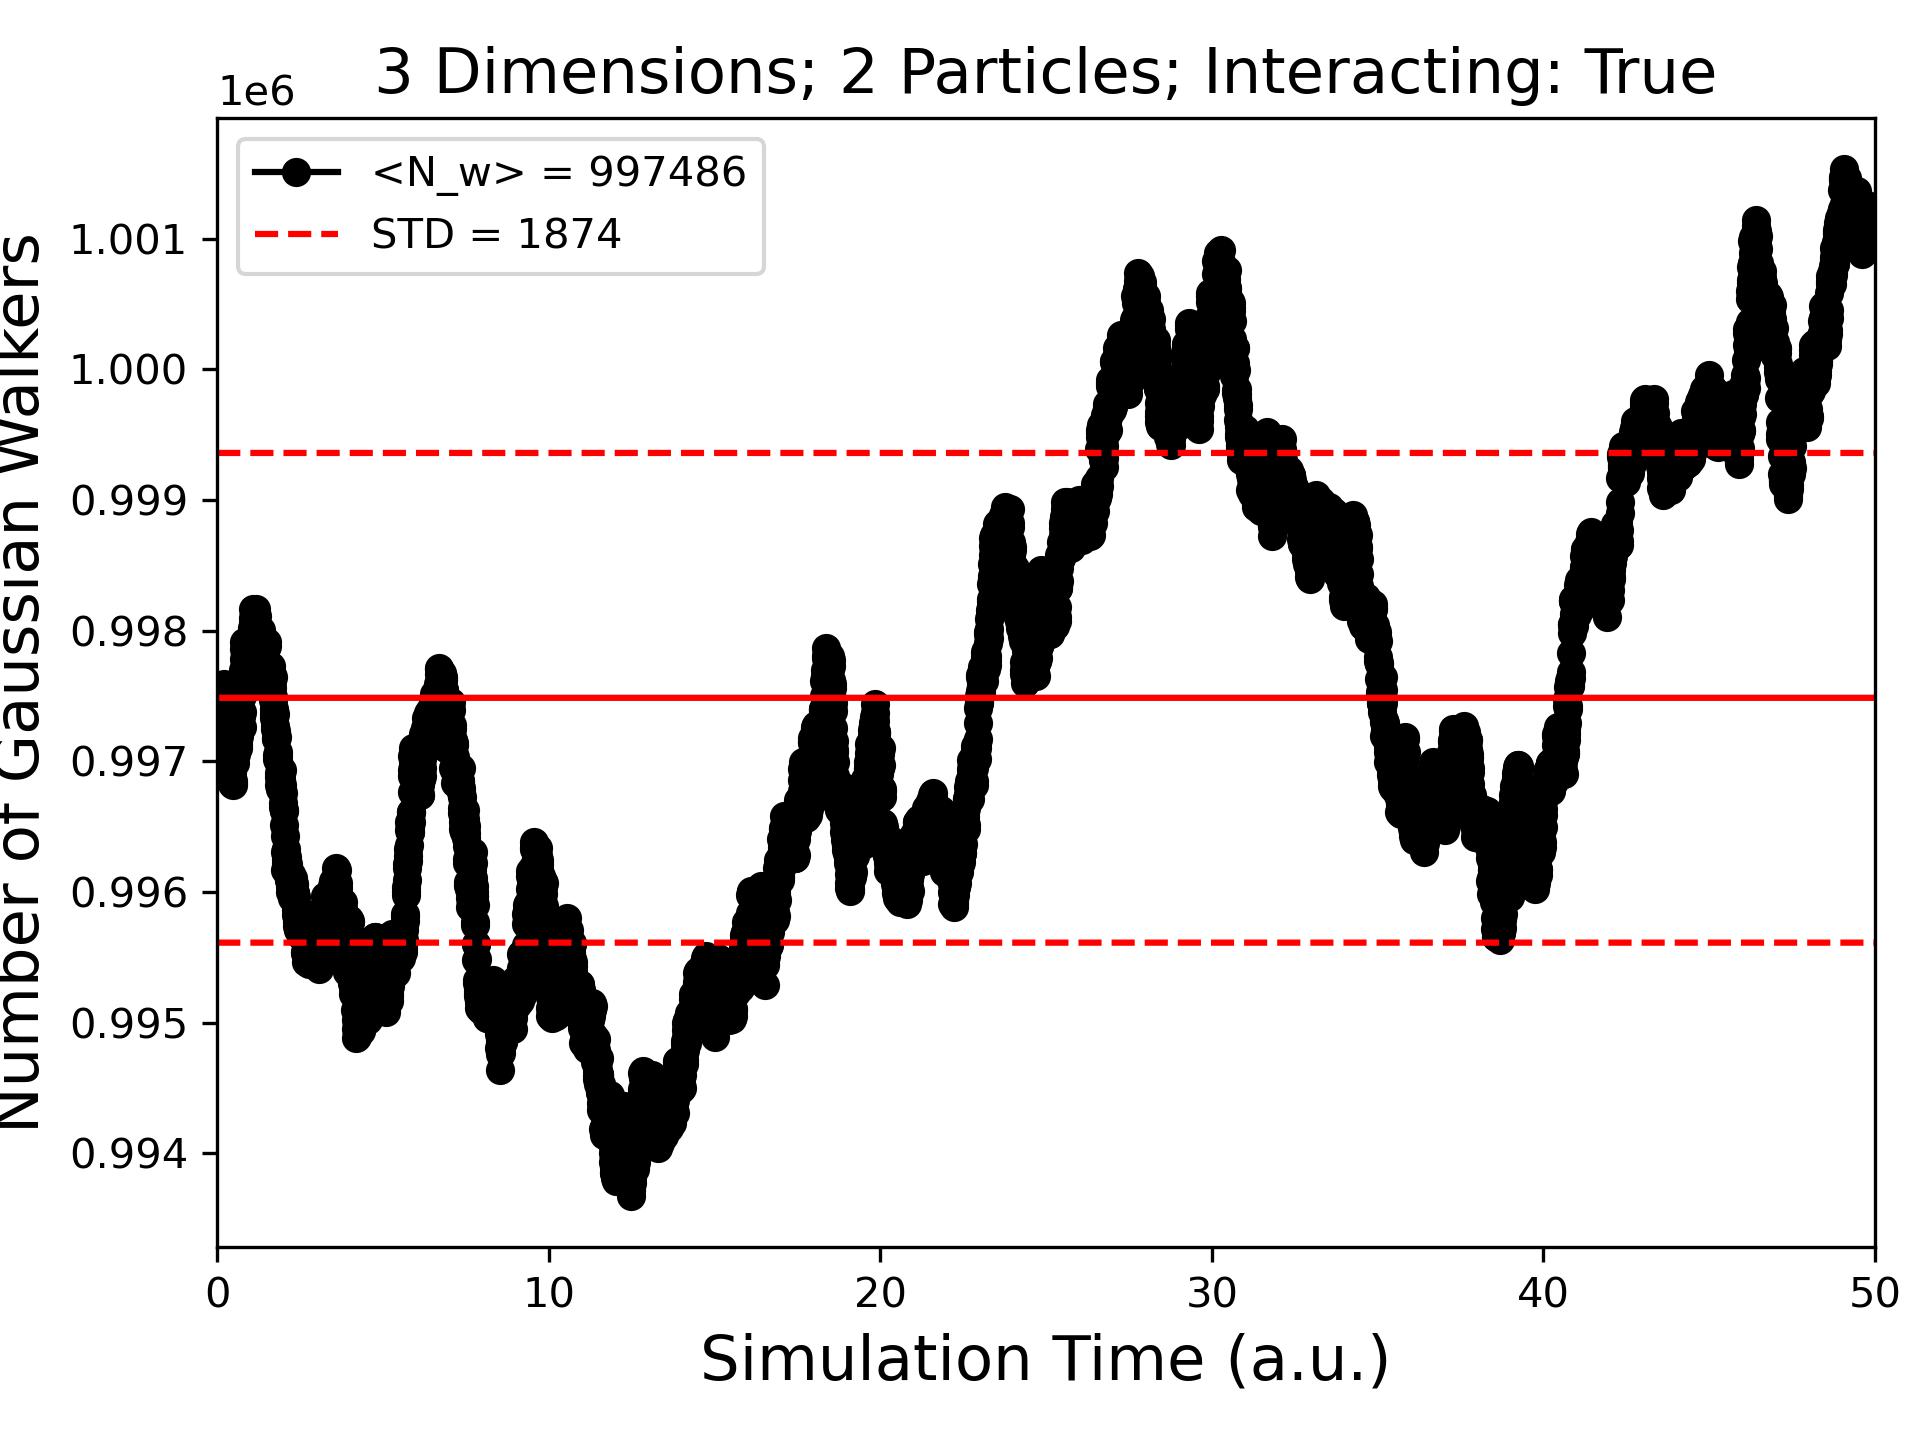 3 Dimensions; 2 Particles; Interacting: True
1e6
<N_w> = 997486
STD = 1874
Number of Gaussian Walkers
1.001
1.000
0.999
0.998
0.997
0.996
0.995
0.994
0 10 20 30 40 50
Simulation Time (a.u.)